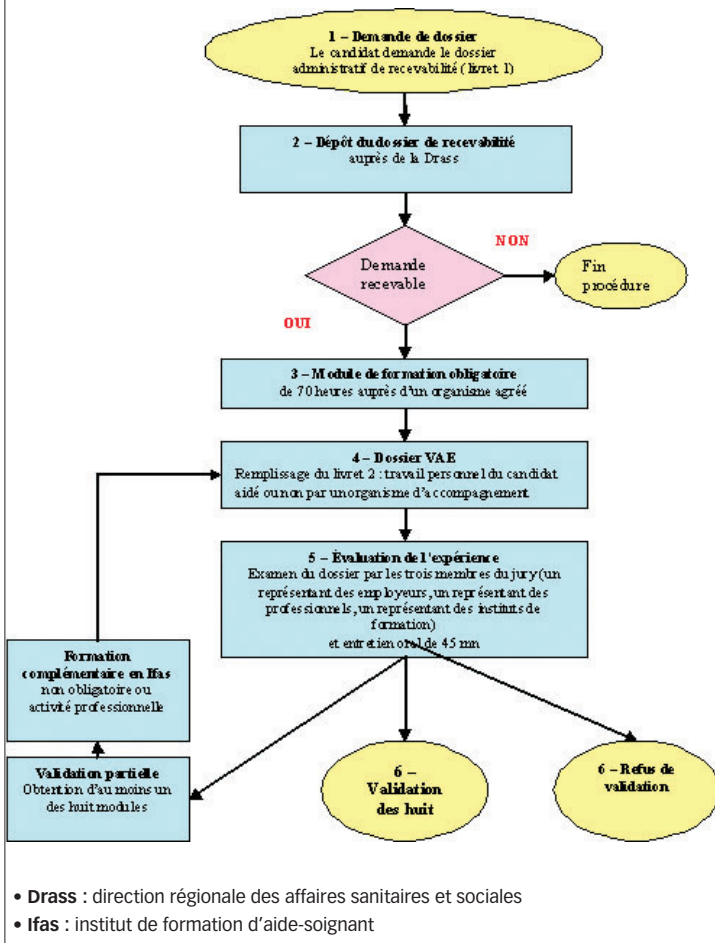 1 – Demande de dossier
Le candidat demande le dossier
administratif de recevabilité (livret 1)
2 – Dépôt du dossier de recevabilité
auprès de la Drass
Demande
recevable
NON
Fin
procédure
OUI
3 – Module de formation obligatoire
de 70 heures auprès d'un organisme agréé
4 – Dossier VAE
Remplissage du livret 2 : travail personnel du candidat
aidé ou non par un organisme d'accompagnement
5 – Évaluation de l'expérience
Examen du dossier par les trois membres du jury (un
représentant des employeurs, un représentant des
professionnels, un représentant des instituts de
formation)
et entretien oral de 45 mn
Formation
complémentaire en Ifas
non obligatoire ou
activité professionnelle
Validation partielle
Obtention d'au moins un
des huit modules
6 –
Validation
des huit
6 – Refus de
validation
• Drass : direction régionale des affaires sanitaires et sociales
• Ifas : institut de formation d'aide-soignant